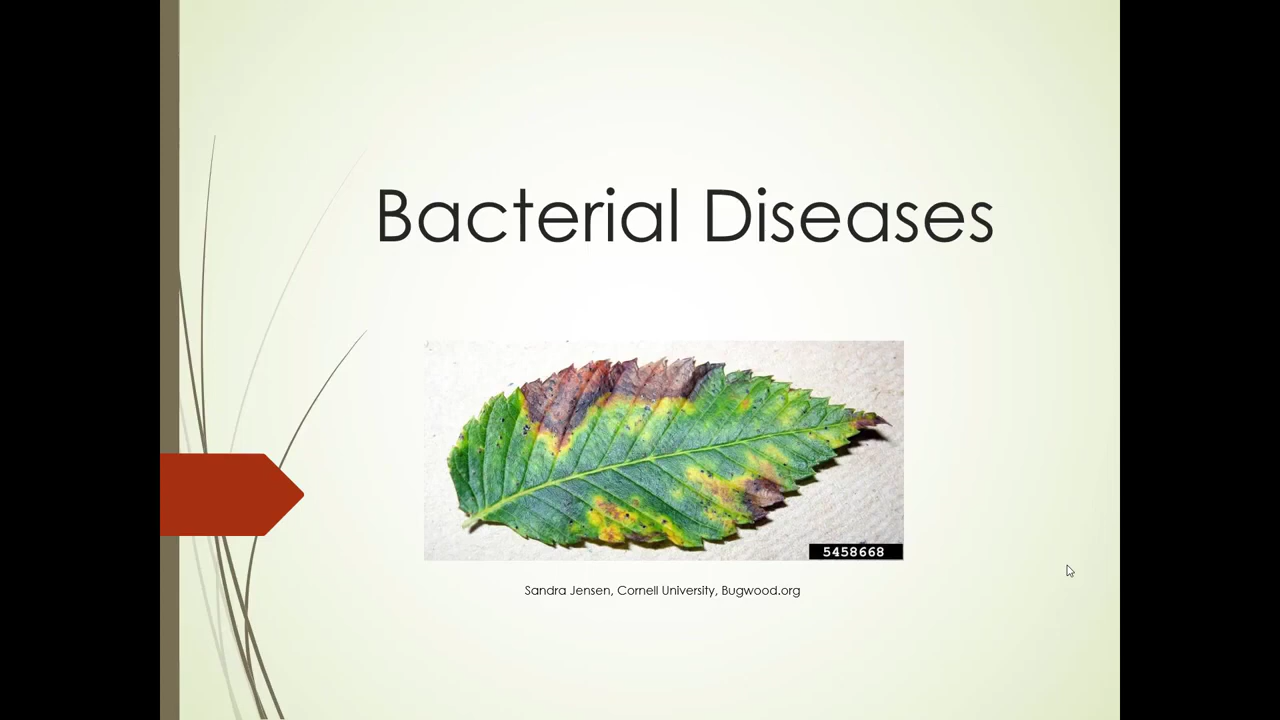 Bacterial Diseases
5458668
Sandra Jensen, Cornell University, Bugwood.org